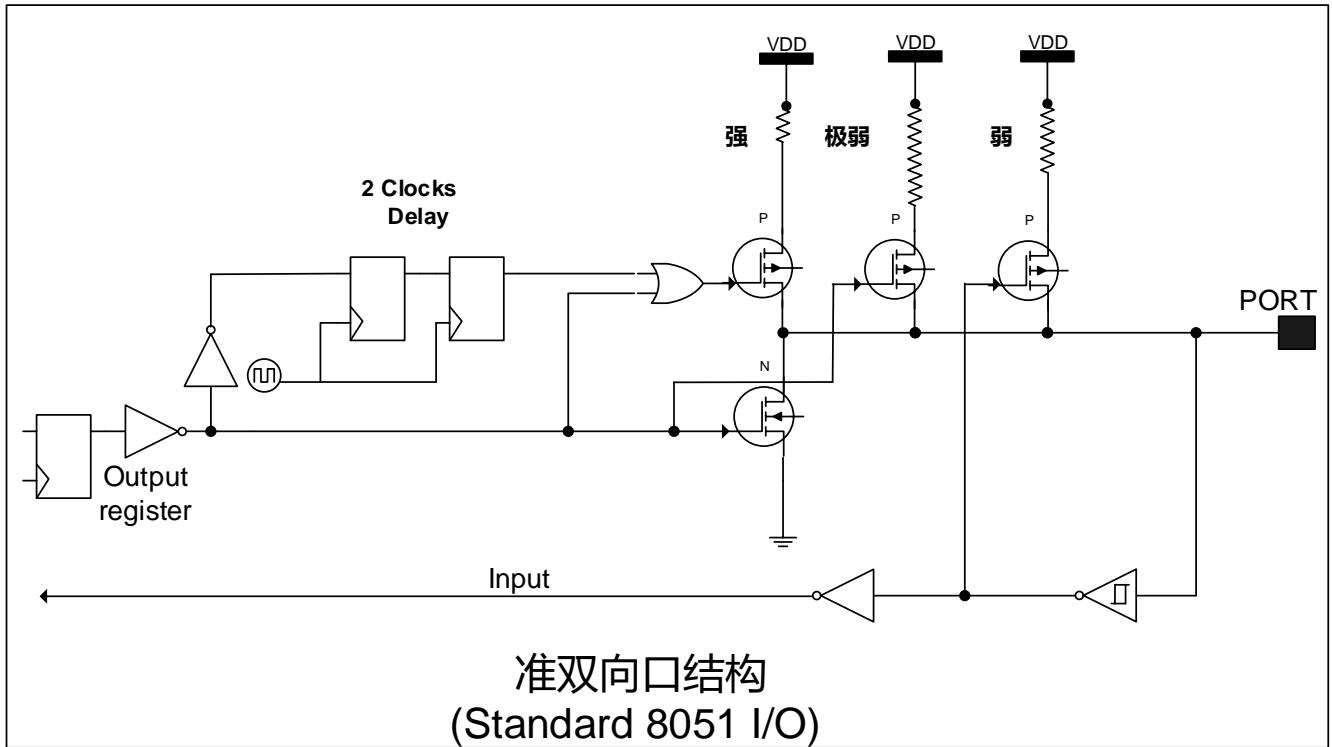 VDD
VDD
VDD
强
极弱
弱
2 Clocks
Delay
P
P
P
PORT
N
Output
register
Input
准双向口结构
(Standard 8051 I/O)